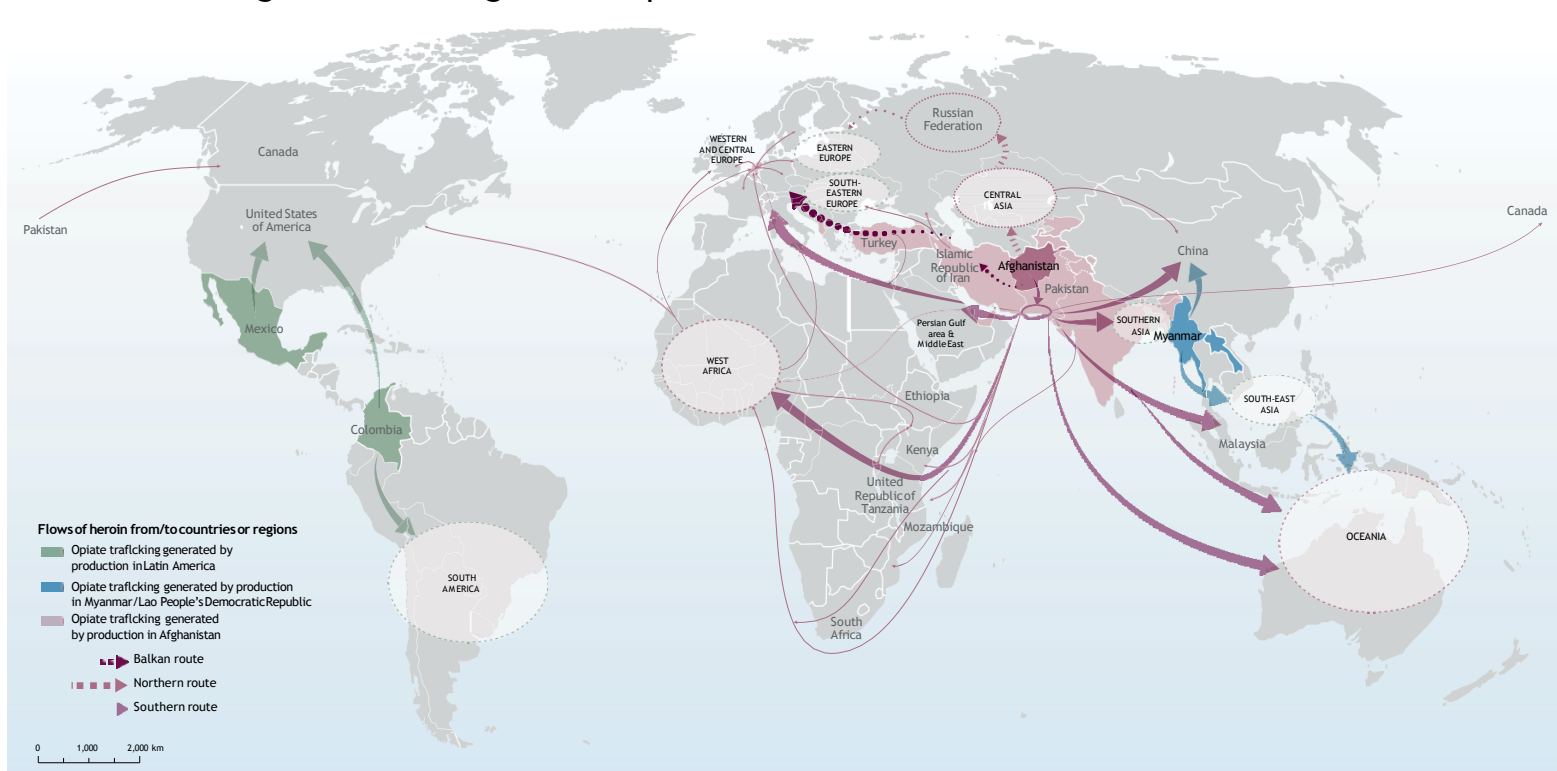 Canada
United States
of America
Pakistan
Mexico
Colombia
SOUTH
AMERICA
WESTERN
AND CENTRAL
EUROPE
EASTERN
EUROPE
SOUTH-
EASTERN
EUROPE
Russian
Federation
CENTRAL
ASIA
Turkey
Islamic
Republic
of Iran
Afghanistan
Pakistan
China
Canada
Persian Gulf
area &
Middle East
SOUTHERN
ASIA
Myanmar
WEST
AFRICA
Ethiopia
Kenya
United
Republic of
Tanzania
Mozambique
South
Africa
SOUTH-EAST
ASIA
Malaysia
OCEANIA
Flows of heroin from/to countries or regions
Opiate traflcking generated by
production in Latin America
Opiate traflcking generated by production
in Myanmar/Lao People's Democratic Republic
Opiate traflcking generated
by production in Afghanistan
Balkan route
Northern route
Southern route
0 1,000 2,000 km